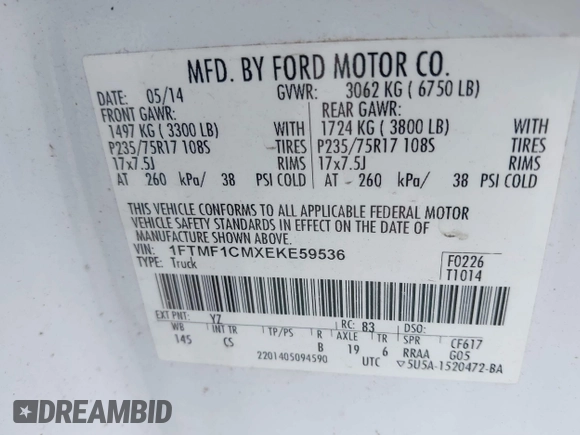 MFD. BY FORD MOTOR CO.
DATE: 05/14 GVWR: 3062 KG ( 6750 LB)
FRONT GAWR: REAR GAWR:
1497 KG ( 3300 LB) WITH 1724 KG ( 3800 LB) WITH
P235/75R17 108S TIRES P235/75R17 108S TIRES
17x7.5J RIMS 17x7.5J RIMS
AT 260 kPa/ 38 PSI COLD AT 260 kPa/ 38 PSI COLD
THIS VEHICLE CONFORMS TO ALL APPLICABLE FEDERAL MOTOR
VEHICLE SAFETY STANDARDS IN EFFECT ON THE DATE OF
MANUFACTURE SHOWN ABOVE.
VIN: 1FTMF1CMXEKE59536 F0226
TYPE: Truck T1014
EXT PNT: YZ RC: 83 DSO:
WB INT TR TP/PS R AXLE TR SPR CF617
145 CS B 19 6 RRAA G05
2201405094590 UTC ▽5U5A-1520472-BA
DREAMBID